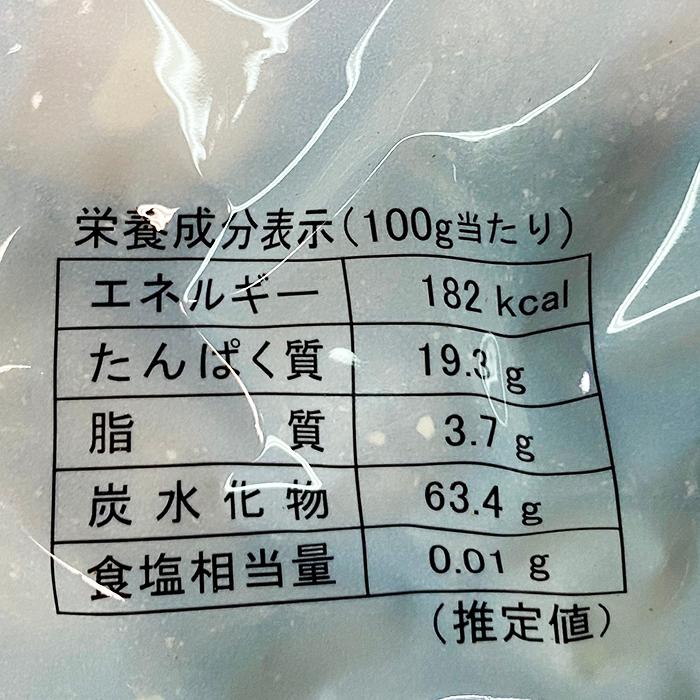 栄養成分表示(100g当たり)
エネルギー 182 kcal
たんぱく質 19.3 g
脂質 3.7 g
炭水化物 63.4 g
食塩相当量 0.01 g
(推定値)